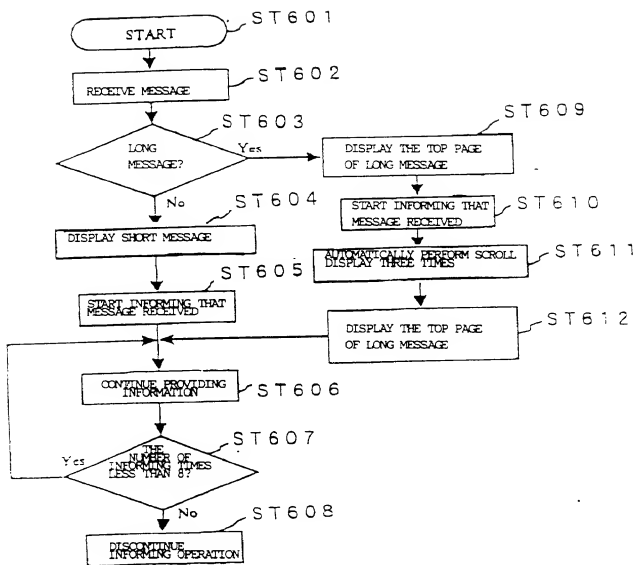 START
ST601
RECEIVE MESSAGE
ST602
LONG
MESSAGE?
ST603
Yes
No
DISPLAY SHORT MESSAGE
ST604
START INFORMING THAT
MESSAGE RECEIVED
ST605
DISPLAY THE TOP PAGE
OF LONG MESSAGE
ST609
START INFORMING THAT
MESSAGE RECEIVED
ST610
AUTOMATICALLY PERFORM SCROLL
DISPLAY THREE TIMES
ST611
DISPLAY THE TOP PAGE
OF LONG MESSAGE
ST612
CONTINUE PROVIDING
INFORMATION
ST606
THE
NUMBER OF
INFORMING TIMES
LESS THAN 8?
ST607
Yes
No
DISCONTINUE
INFORMING OPERATION
ST608